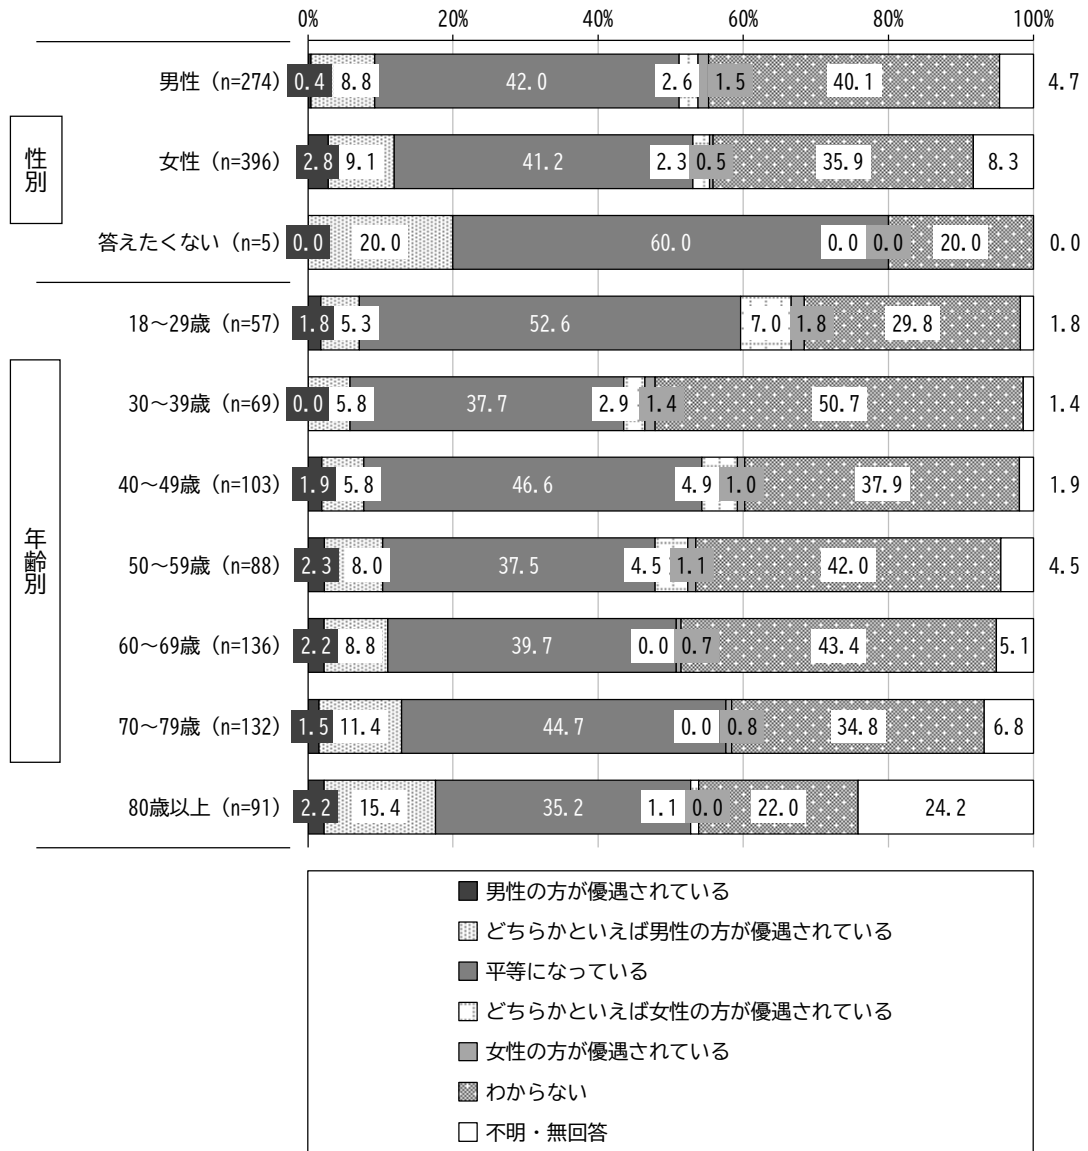 0% 20% 40% 60% 80% 100%
性別
男性（n=274） 0.4 8.8 42.0 2.6 1.5 40.1 4.7
女性（n=396） 2.8 9.1 41.2 2.3 0.5 35.9 8.3
答えたくない（n=5） 0.0 20.0 60.0 0.0 0.0 20.0 0.0
年齢別
18～29歳（n=57） 1.8 5.3 52.6 7.0 1.8 29.8 1.8
30～39歳（n=69） 0.0 5.8 37.7 2.9 1.4 50.7 1.4
40～49歳（n=103） 1.9 5.8 46.6 4.9 1.0 37.9 1.9
50～59歳（n=88） 2.3 8.0 37.5 4.5 1.1 42.0 4.5
60～69歳（n=136） 2.2 8.8 39.7 0.0 0.7 43.4 5.1
70～79歳（n=132） 1.5 11.4 44.7 0.0 0.8 34.8 6.8
80歳以上（n=91） 2.2 15.4 35.2 1.1 0.0 22.0 24.2
男性の方が優遇されている
どちらかといえば男性の方が優遇されている
平等になっている
どちらかといえば女性の方が優遇されている
女性の方が優遇されている
わからない
不明・無回答